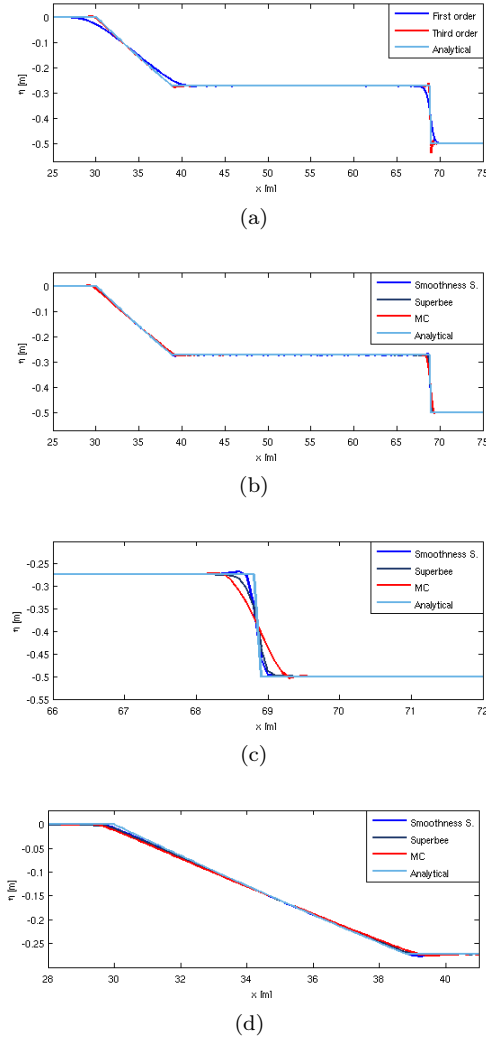 First order
Third order
Analytical
0
-0.1
-0.2
-0.3
-0.4
-0.5
η [m]
25 30 35 40 45 50 55 60 65 70 75
x [m]
(a)
Smoothness S.
Superbee
MC
Analytical
0
-0.1
-0.2
-0.3
-0.4
-0.5
η [m]
25 30 35 40 45 50 55 60 65 70 75
x [m]
(b)
Smoothness S.
Superbee
MC
Analytical
-0.25
-0.3
-0.35
-0.4
-0.45
-0.5
-0.55
η [m]
66 67 68 69 70 71 72
x [m]
(c)
Smoothness S.
Superbee
MC
Analytical
0
-0.05
-0.1
-0.15
-0.2
-0.25
η [m]
28 30 32 34 36 38 40
x [m]
(d)